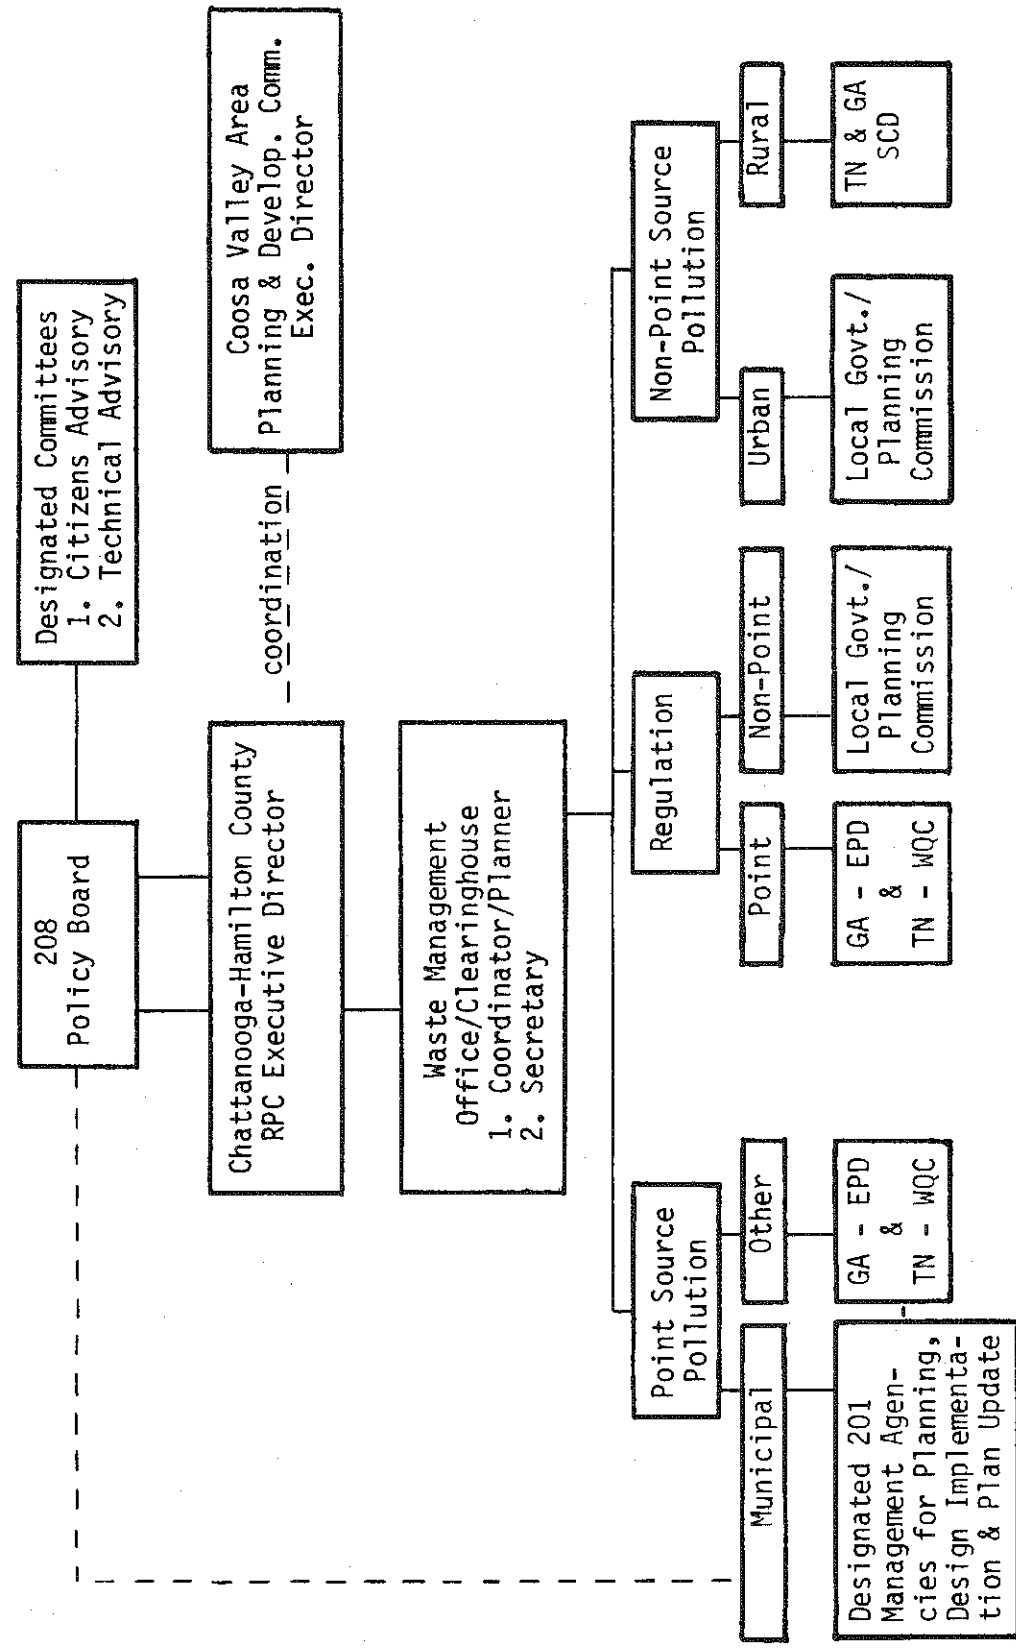 208
Policy Board
Designated Committees
1. Citizens Advisory
2. Technical Advisory
Chattanooga-Hamilton County
RPC Executive Director
coordination
Coosa Valley Area
Planning & Develop. Comm.
Exec. Director
Waste Management
Office/Clearinghouse
1. Coordinator/Planner
2. Secretary
Point Source
Pollution
Regulation
Non-Point Source
Pollution
Municipal
Other
Point
Non-Point
Urban
Rural
Designated 201
Management Agen-
cies for Planning,
Design Implementa-
tion & Plan Update
GA - EPD
&
TN - WQC
GA - EPD
&
TN - WQC
Local Govt./
Planning
Commission
Local Govt./
Planning
Commission
TN & GA
SCD